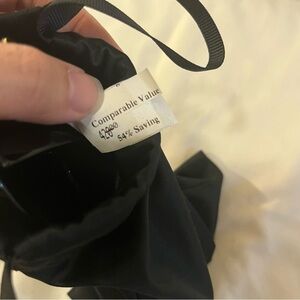 Comparable Value
54% Saving